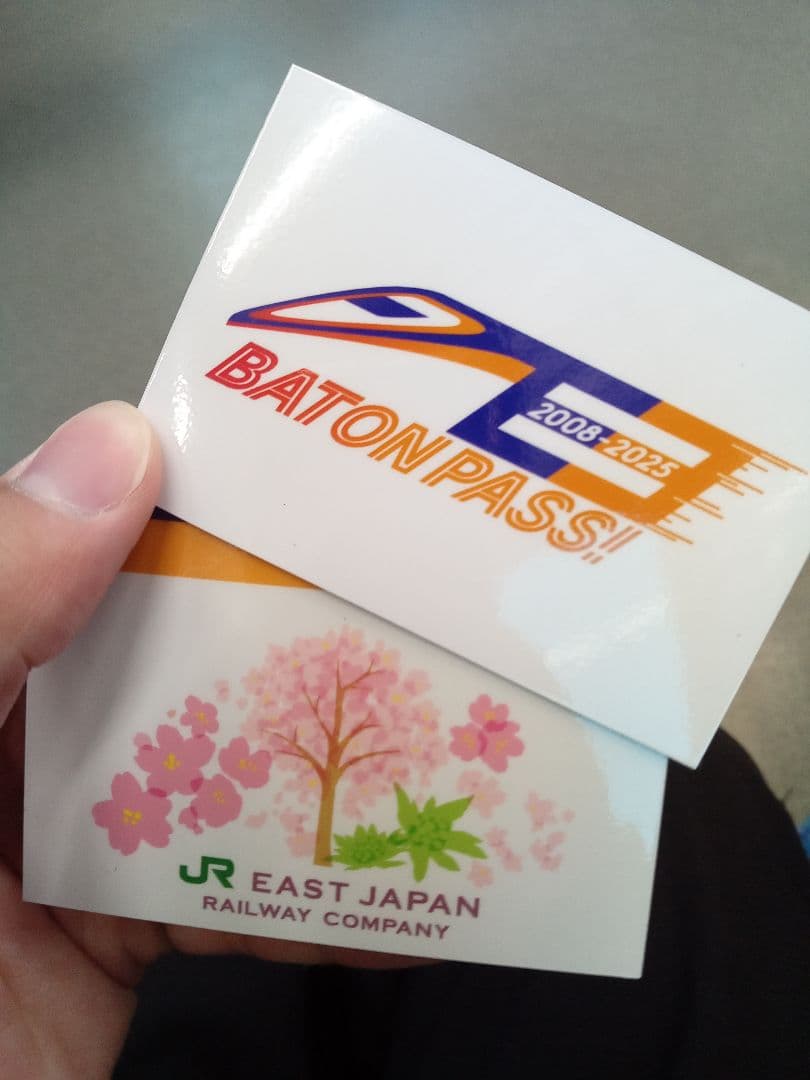 BATON PASS!!
2008-2025
JR EAST JAPAN
RAILWAY COMPANY